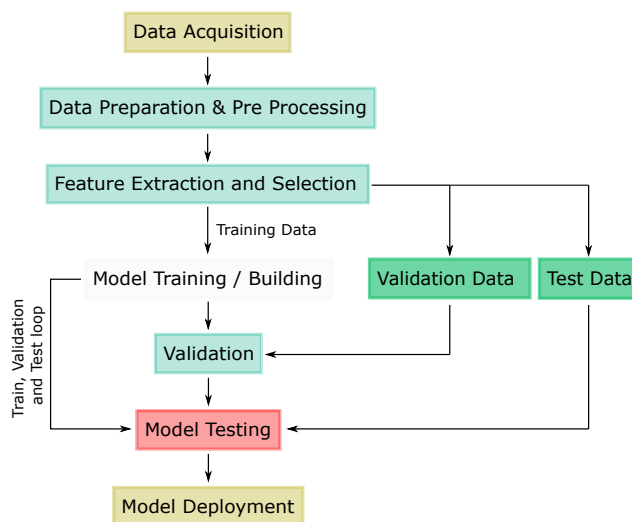 Data Acquisition
Data Preparation & Pre Processing
Feature Extraction and Selection
Training Data
Model Training / Building
Validation Data
Test Data
Train, Validation
and Test loop
Validation
Model Testing
Model Deployment